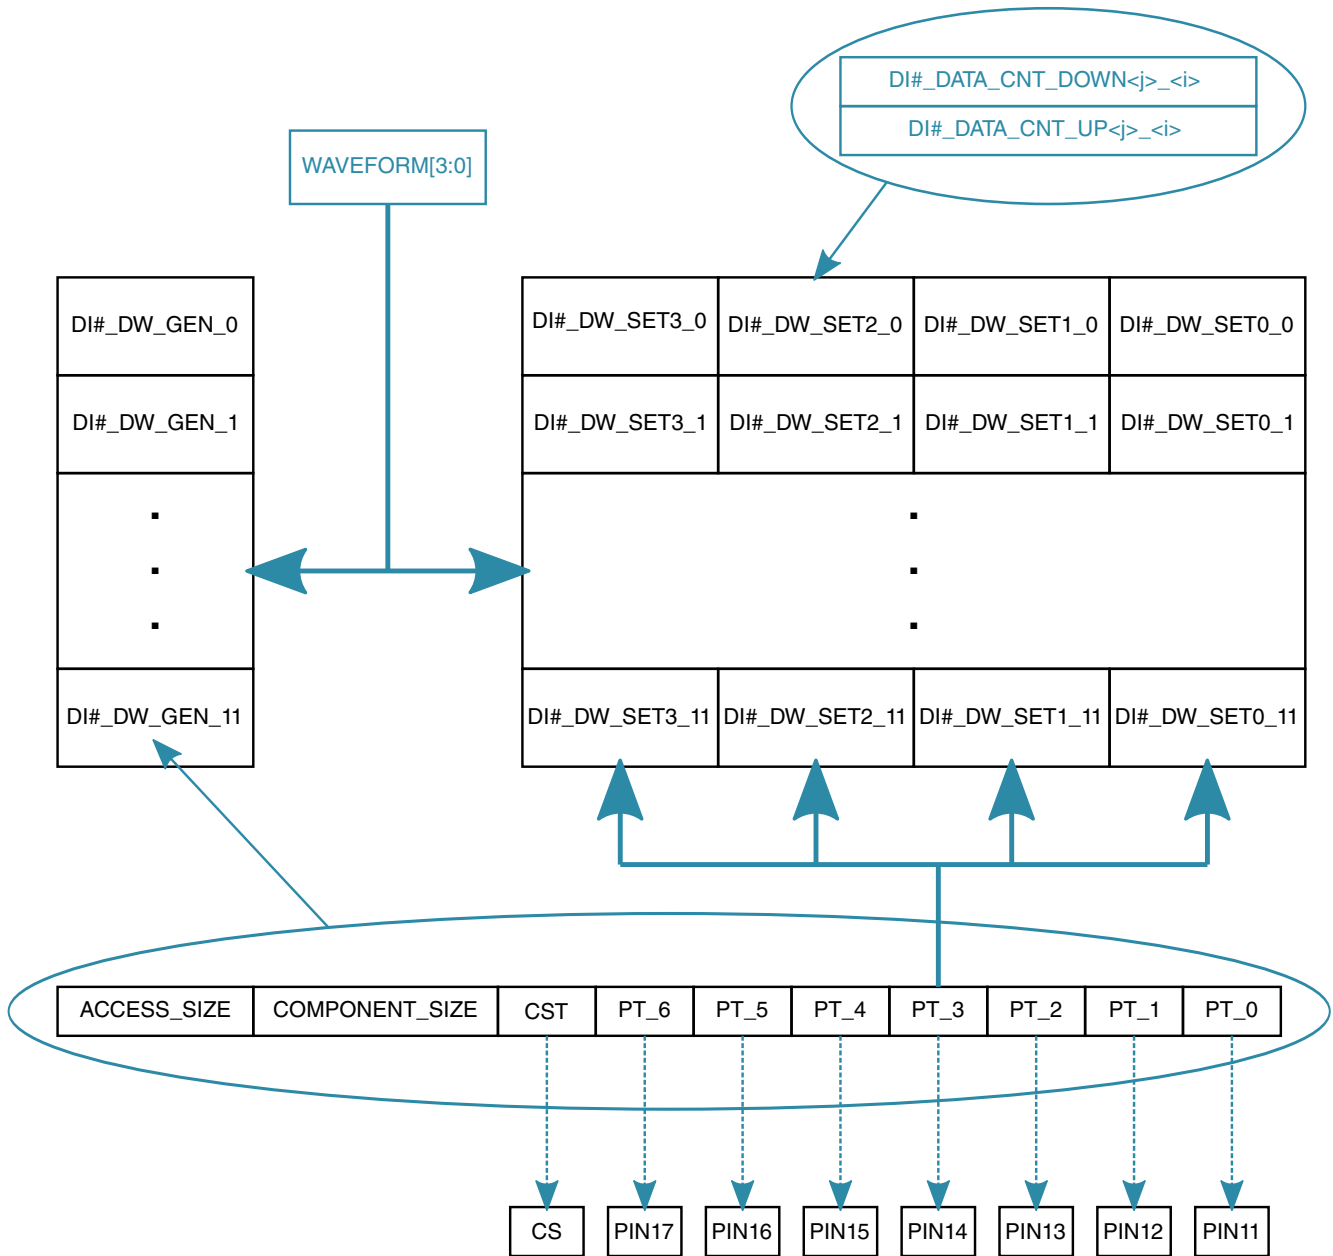 DI#_DATA_CNT_DOWN<j>_<i>
DI#_DATA_CNT_UP<j>_<i>
WAVEFORM[3:0]
DI#_DW_GEN_0 DI#_DW_SET3_0 DI#_DW_SET2_0 DI#_DW_SET1_0 DI#_DW_SET0_0
DI#_DW_GEN_1 DI#_DW_SET3_1 DI#_DW_SET2_1 DI#_DW_SET1_1 DI#_DW_SET0_1
. .
. .
. .
DI#_DW_GEN_11 DI#_DW_SET3_11 DI#_DW_SET2_11 DI#_DW_SET1_11 DI#_DW_SET0_11
ACCESS_SIZE COMPONENT_SIZE CST PT_6 PT_5 PT_4 PT_3 PT_2 PT_1 PT_0
CS PIN17 PIN16 PIN15 PIN14 PIN13 PIN12 PIN11